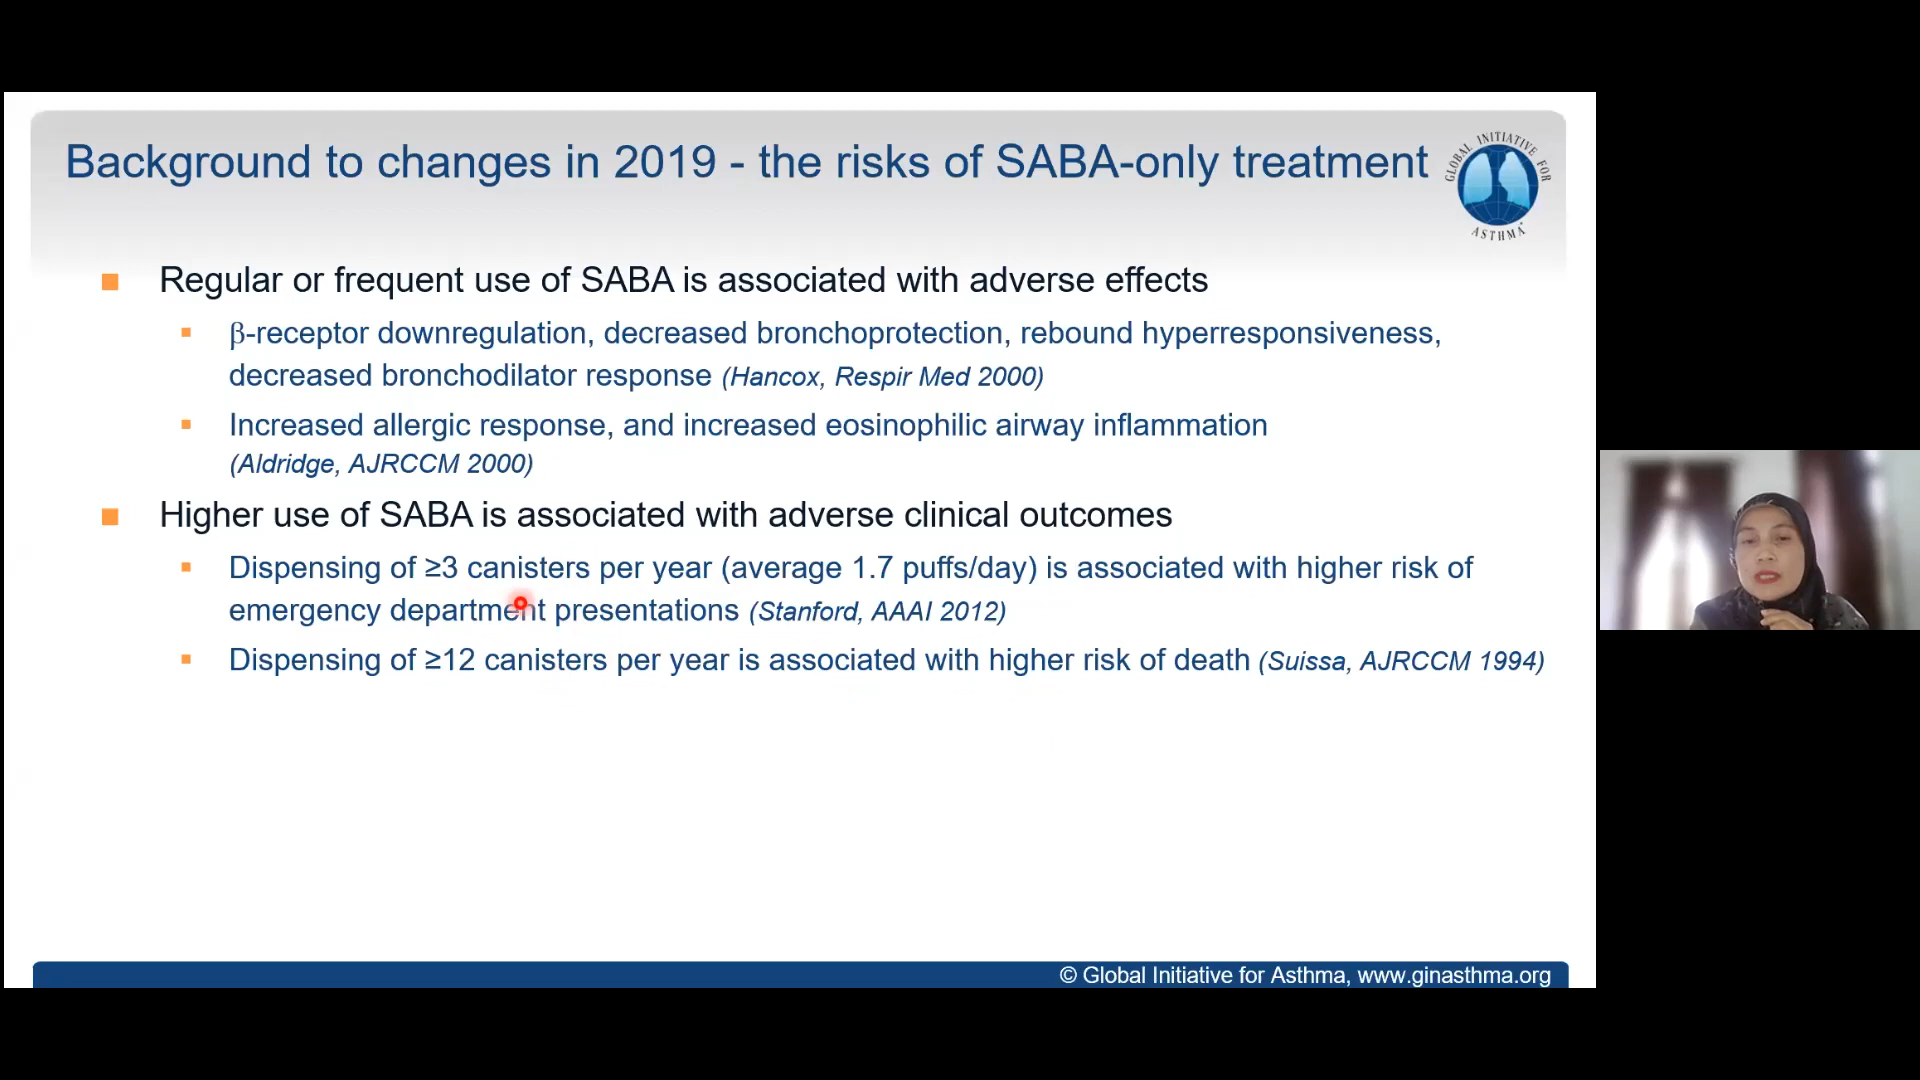 Background to changes in 2019 - the risks of SABA-only treatment
GLOBAL INITIATIVE FOR
ASTHMA
Regular or frequent use of SABA is associated with adverse effects
β-receptor downregulation, decreased bronchoprotection, rebound hyperresponsiveness,
decreased bronchodilator response (Hancox, Respir Med 2000)
Increased allergic response, and increased eosinophilic airway inflammation
(Aldridge, AJRCCM 2000)
Higher use of SABA is associated with adverse clinical outcomes
Dispensing of ≥3 canisters per year (average 1.7 puffs/day) is associated with higher risk of
emergency department presentations (Stanford, AAAI 2012)
Dispensing of ≥12 canisters per year is associated with higher risk of death (Suissa, AJRCCM 1994)
© Global Initiative for Asthma, www.ginasthma.org